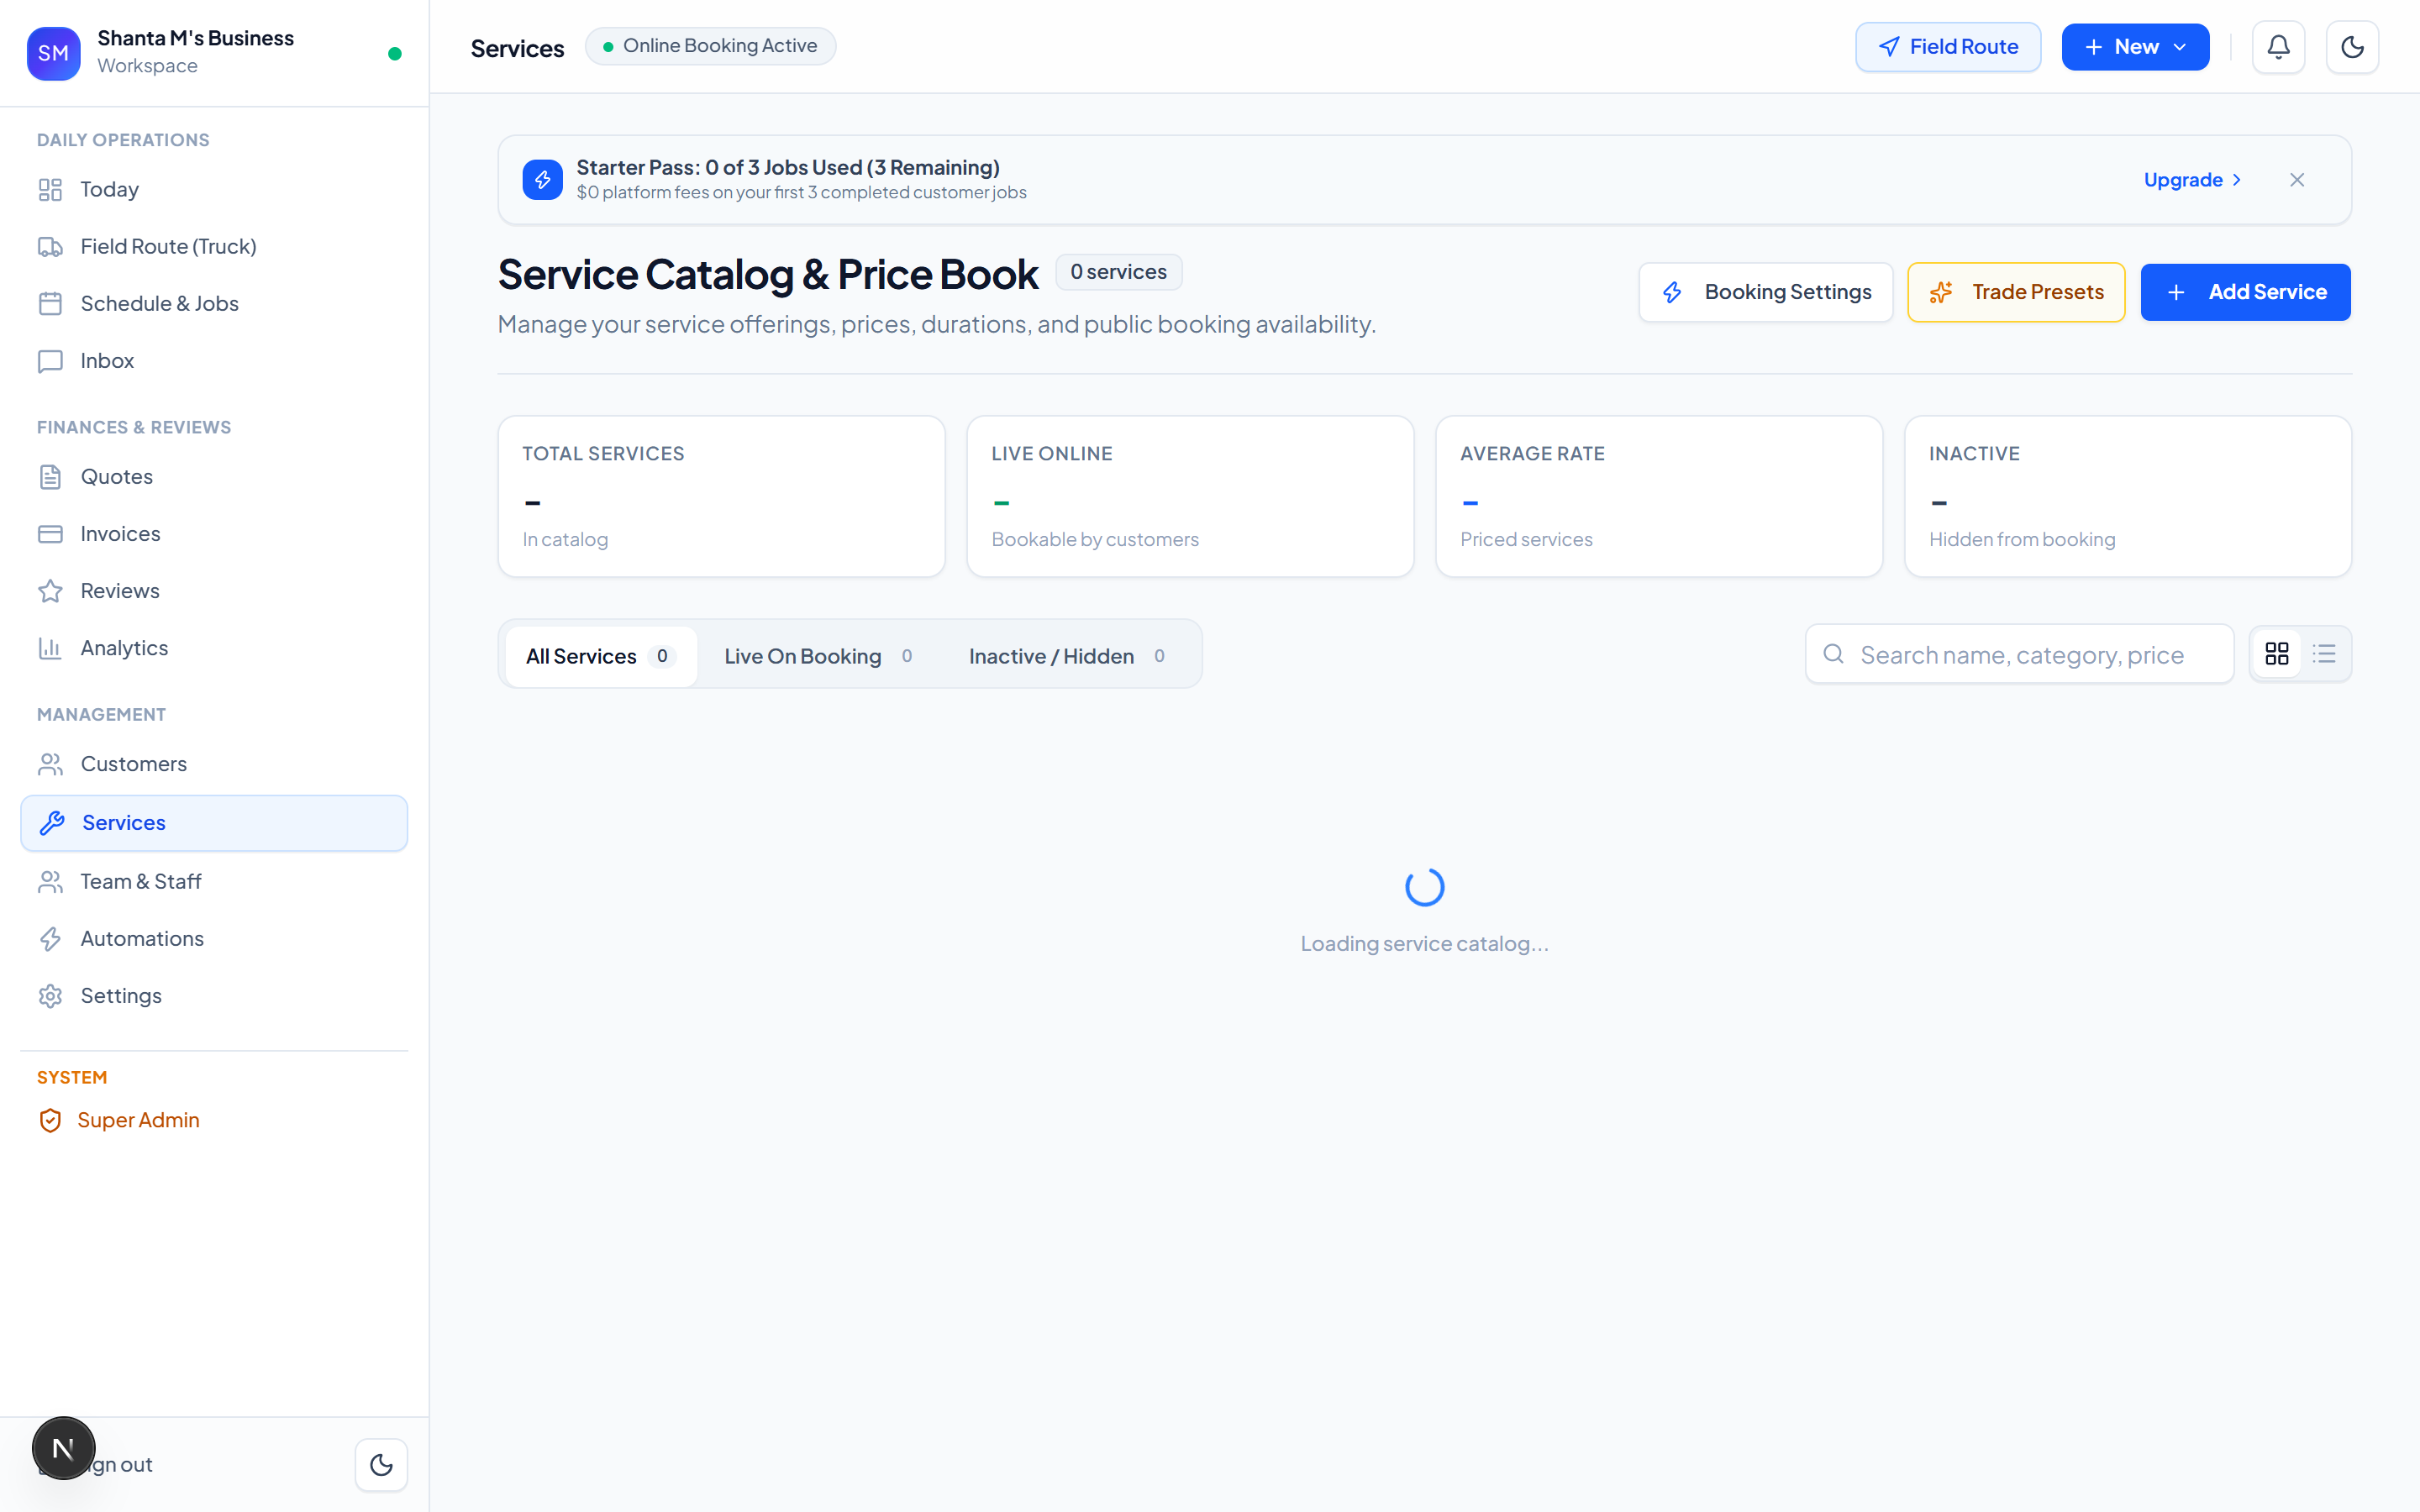 SM
Shanta M's Business
Workspace
DAILY OPERATIONS
Today
Field Route (Truck)
Schedule & Jobs
Inbox
FINANCES & REVIEWS
Quotes
Invoices
Reviews
Analytics
MANAGEMENT
Customers
Services
Team & Staff
Automations
Settings
SYSTEM
Super Admin
N
gn out
Services
Online Booking Active
Field Route
New
Starter Pass: 0 of 3 Jobs Used (3 Remaining)
$0 platform fees on your first 3 completed customer jobs
Upgrade
Service Catalog & Price Book
0 services
Manage your service offerings, prices, durations, and public booking availability.
Booking Settings
Trade Presets
Add Service
TOTAL SERVICES
–
In catalog
LIVE ONLINE
–
Bookable by customers
AVERAGE RATE
–
Priced services
INACTIVE
–
Hidden from booking
All Services 0
Live On Booking 0
Inactive / Hidden 0
Search name, category, price
Loading service catalog...